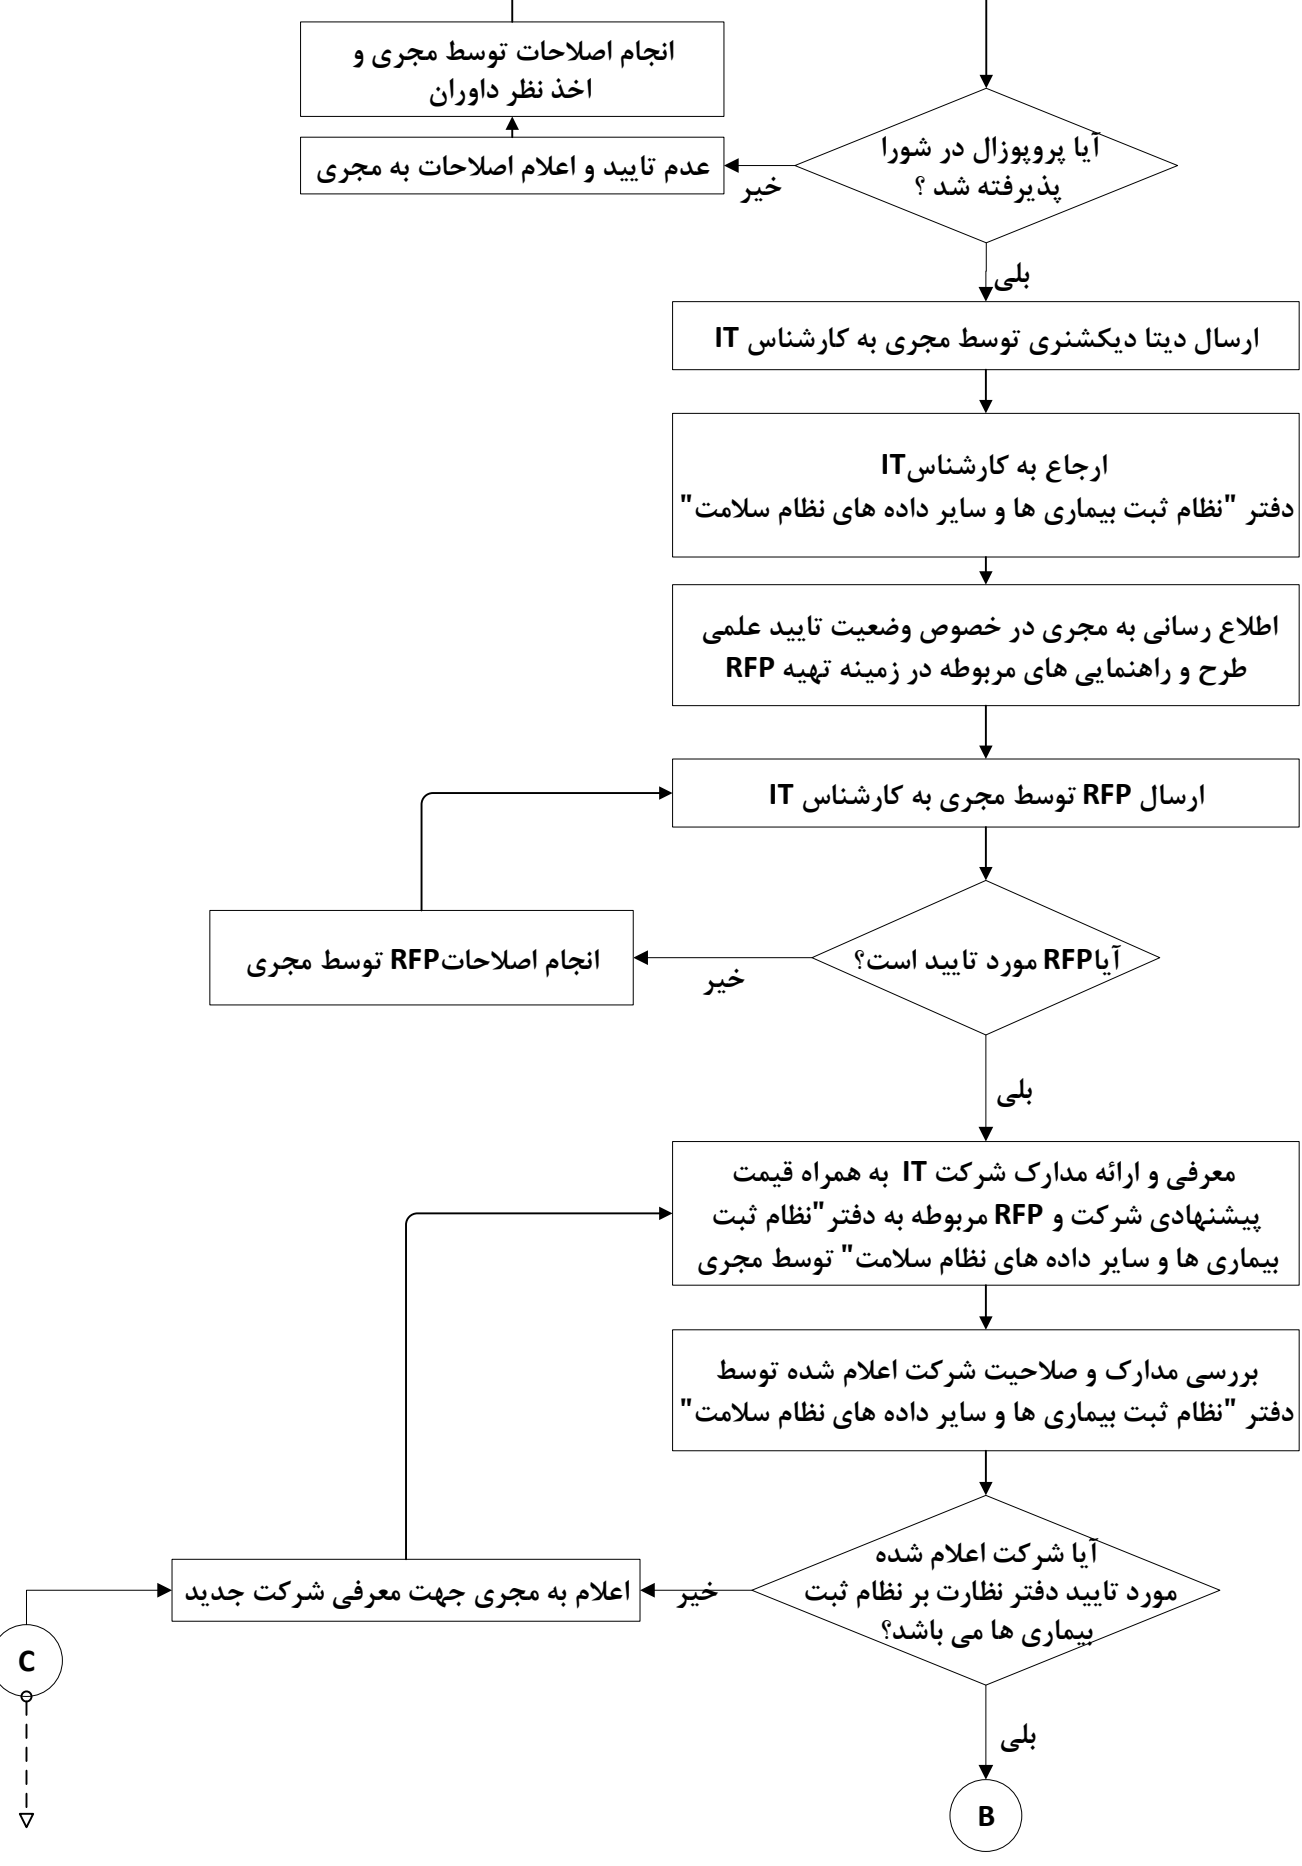 انجام اصلاحات توسط مجری و
اخذ نظر داوران
آیا پروپوزال در شورا
پذیرفته شد ؟
خیر
عدم تایید و اعلام اصلاحات به مجری
بلی
ارسال دیتا دیکشنری توسط مجری به کارشناس IT
ارجاع به کارشناسIT
دفتر "نظام ثبت بیماری ها و سایر داده های نظام سلامت"
اطلاع رسانی به مجری در خصوص وضعیت تایید علمی
طرح و راهنمایی های مربوطه در زمینه تهیه RFP
ارسال RFP توسط مجری به کارشناس IT
آیاRFP مورد تایید است؟
خیر
انجام اصلاحاتRFP توسط مجری
بلی
معرفی و ارائه مدارک شرکت IT به همراه قیمت
پیشنهادی شرکت و RFP مربوطه به دفتر"نظام ثبت
بیماری ها و سایر داده های نظام سلامت" توسط مجری
بررسی مدارک و صلاحیت شرکت اعلام شده توسط
دفتر "نظام ثبت بیماری ها و سایر داده های نظام سلامت"
آیا شرکت اعلام شده
مورد تایید دفتر نظارت بر نظام ثبت
بیماری ها می باشد؟
خیر
اعلام به مجری جهت معرفی شرکت جدید
C
بلی
B